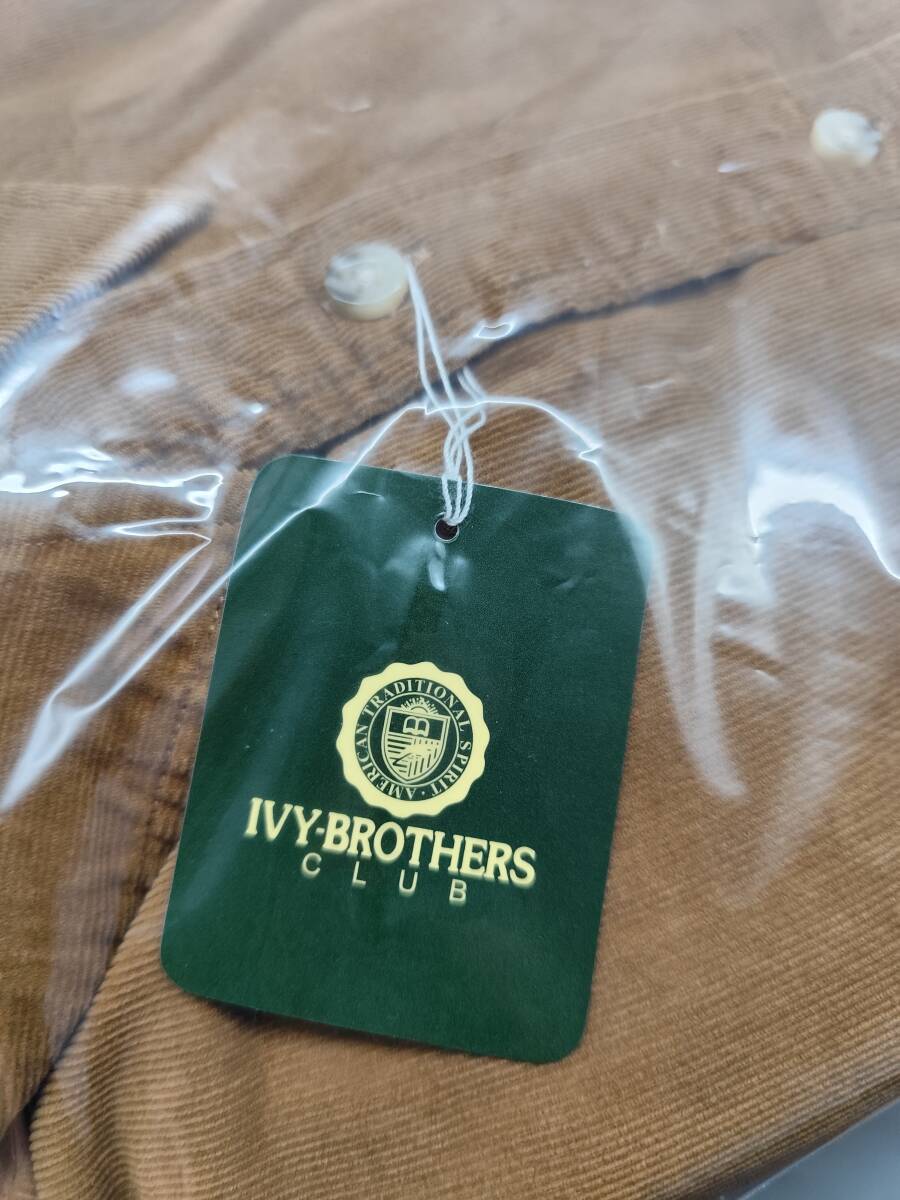 AMERICAN TRADITIONAL SPIRIT ·
IVY-BROTHERS
CLUB